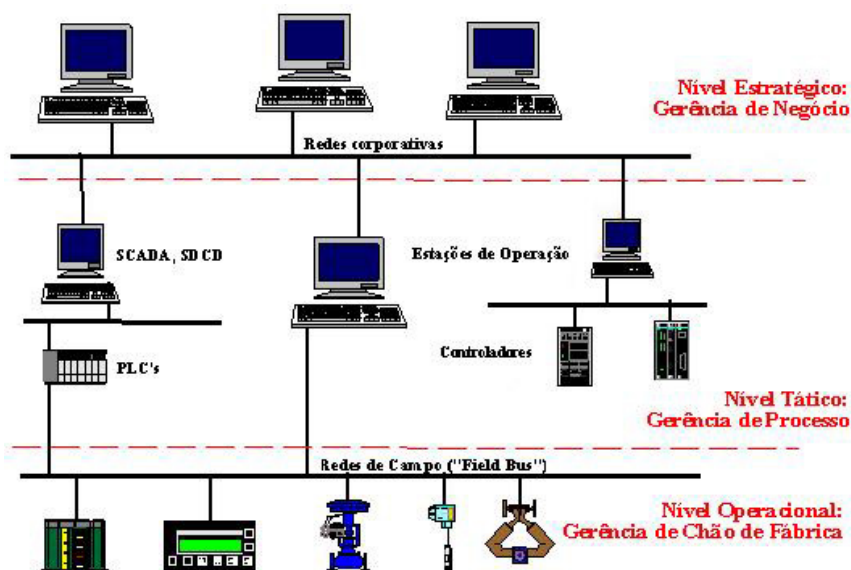 Nível Estratégico:
Gerência de Negócio
Redes corporativas
SCADA, SDCD
Estações de Operação
Controladores
PLC's
Nível Tático:
Gerência de Processo
Redes de Campo ("Field Bus")
Nível Operacional:
Gerência de Chão de Fábrica